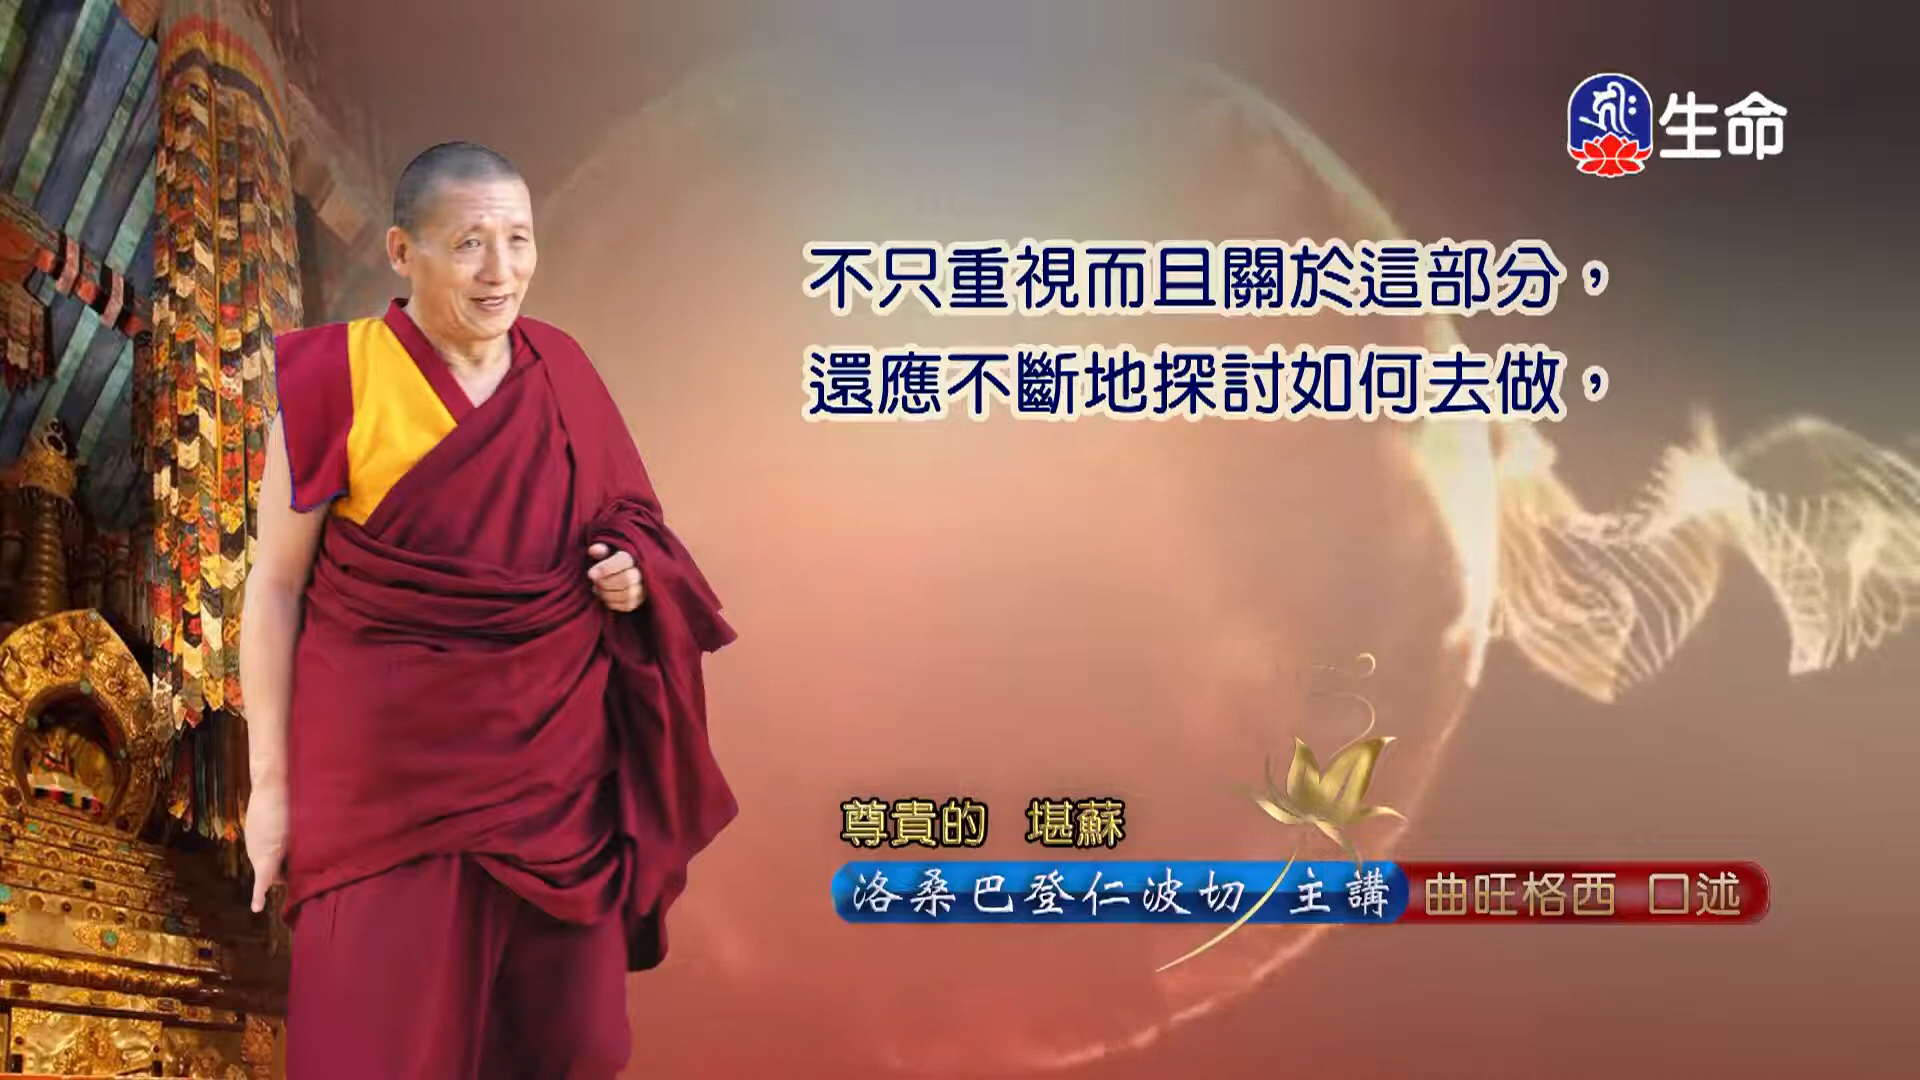 生命
不只重視而且關於這部分，
還應不斷地探討如何去做，
尊貴的 堪蘇
洛桑巴登仁波切 主講 曲旺格西 口述